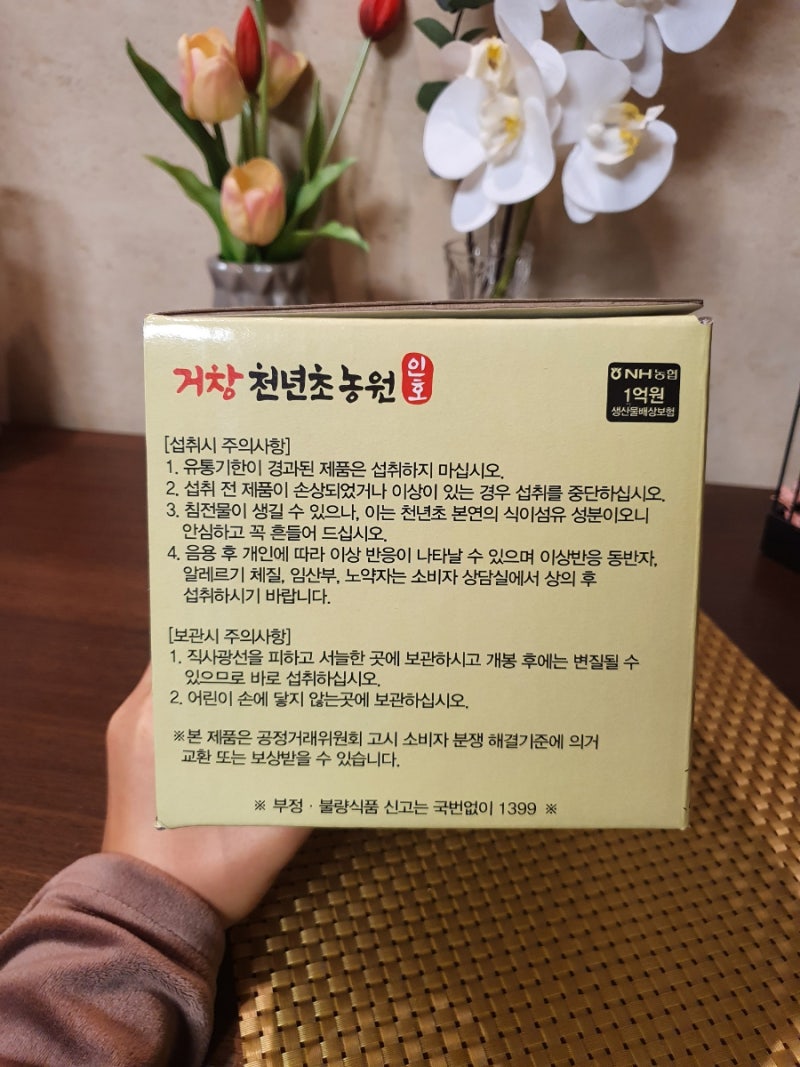 거창 천년초농원 인호
NH농협
1억원
생산물배상보험
[섭취시 주의사항]
1. 유통기한이 경과된 제품은 섭취하지 마십시오.
2. 섭취 전 제품이 손상되었거나 이상이 있는 경우 섭취를 중단하십시오.
3. 침전물이 생길 수 있으나, 이는 천년초 본연의 식이섬유 성분이오니
안심하고 꼭 흔들어 드십시오.
4. 음용 후 개인에 따라 이상 반응이 나타날 수 있으며 이상반응 동반자,
알레르기 체질, 임산부, 노약자는 소비자 상담실에서 상의 후
섭취하시기 바랍니다.
[보관시 주의사항]
1. 직사광선을 피하고 서늘한 곳에 보관하시고 개봉 후에는 변질될 수
있으므로 바로 섭취하십시오.
2. 어린이 손에 닿지 않는곳에 보관하십시오.
※본 제품은 공정거래위원회 고시 소비자 분쟁 해결기준에 의거
교환 또는 보상받을 수 있습니다.
※ 부정 · 불량식품 신고는 국번없이 1399 ※